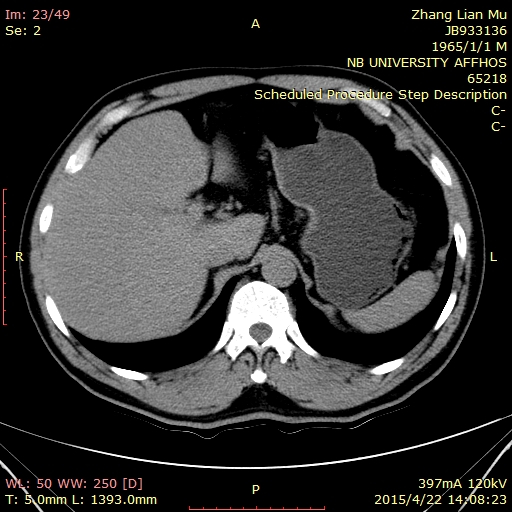 Im: 23/49
Se: 2
A
Zhang Lian Mu
JB933136
1965/1/1 M
NB UNIVERSITY AFFHOS
65218
Scheduled Procedure Step Description
C-
C-
R
L
WL: 50 WW: 250 [D]
T: 5.0mm L: 1393.0mm
P
397mA 120kV
2015/4/22 14:08:23